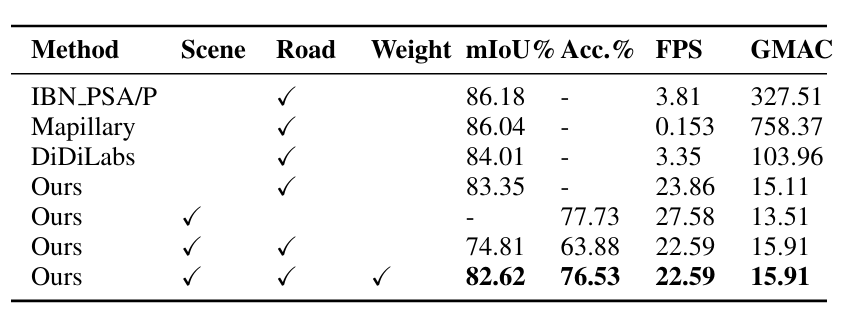 Method Scene Road Weight mIoU% Acc.% FPS GMAC
IBN_PSA/P ✓ 86.18 - 3.81 327.51
Mapillary ✓ 86.04 - 0.153 758.37
DiDiLabs ✓ 84.01 - 3.35 103.96
Ours ✓ 83.35 - 23.86 15.11
Ours ✓ - 77.73 27.58 13.51
Ours ✓ ✓ 74.81 63.88 22.59 15.91
Ours ✓ ✓ ✓ 82.62 76.53 22.59 15.91